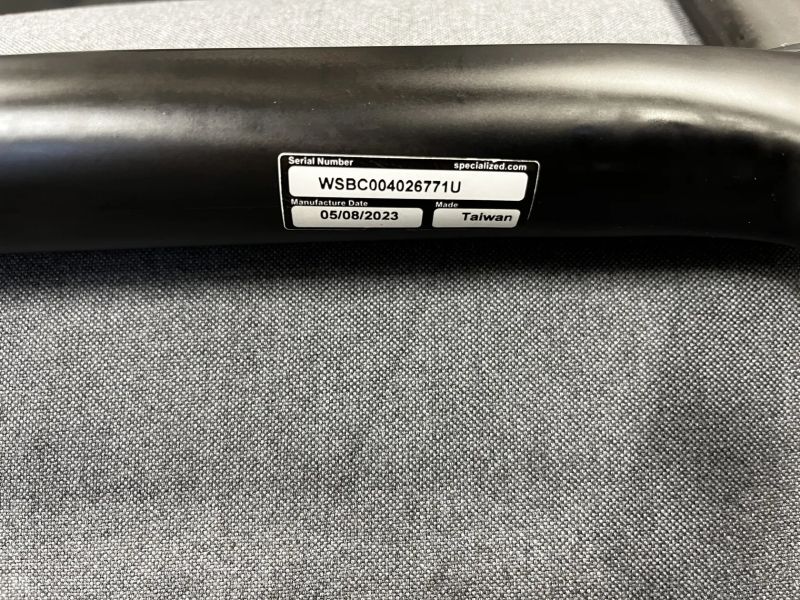 Serial Number specialized.com
WSBC004026771U
Manufacture Date Made
05/08/2023 Taiwan